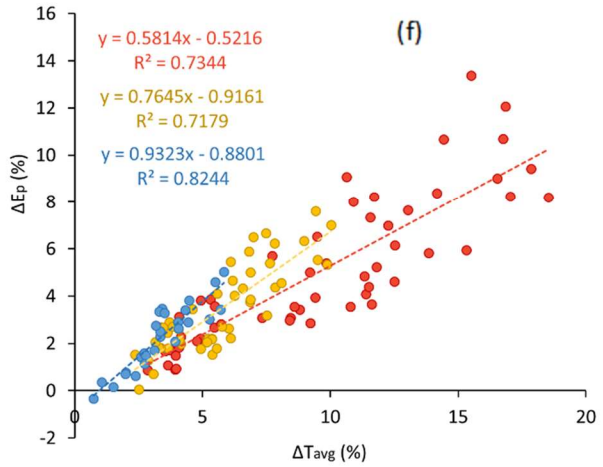 (f)
y = 0.5814x - 0.5216
R² = 0.7344
y = 0.7645x - 0.9161
R² = 0.7179
y = 0.9323x - 0.8801
R² = 0.8244
16
14
12
10
8
6
4
2
0
-2
0 5 10 15 20
ΔEp (%)
ΔTavg (%)